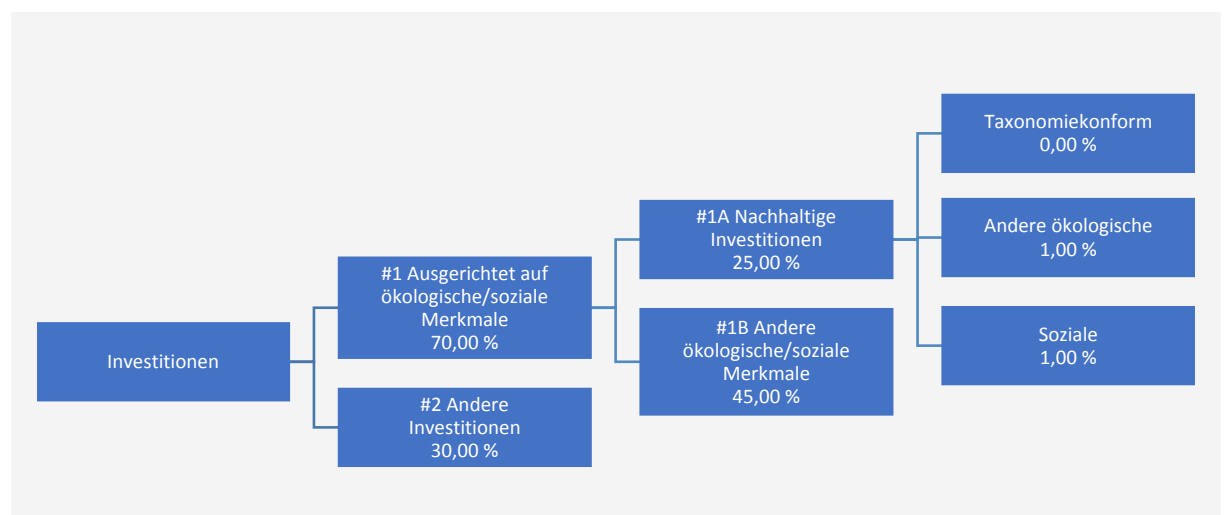 Investitionen
#1 Ausgerichtet auf
ökologische/soziale
Merkmale
70,00 %
#2 Andere
Investitionen
30,00 %
#1A Nachhaltige
Investitionen
25,00 %
#1B Andere
ökologische/soziale
Merkmale
45,00 %
Taxonomiekonform
0,00 %
Andere ökologische
1,00 %
Soziale
1,00 %